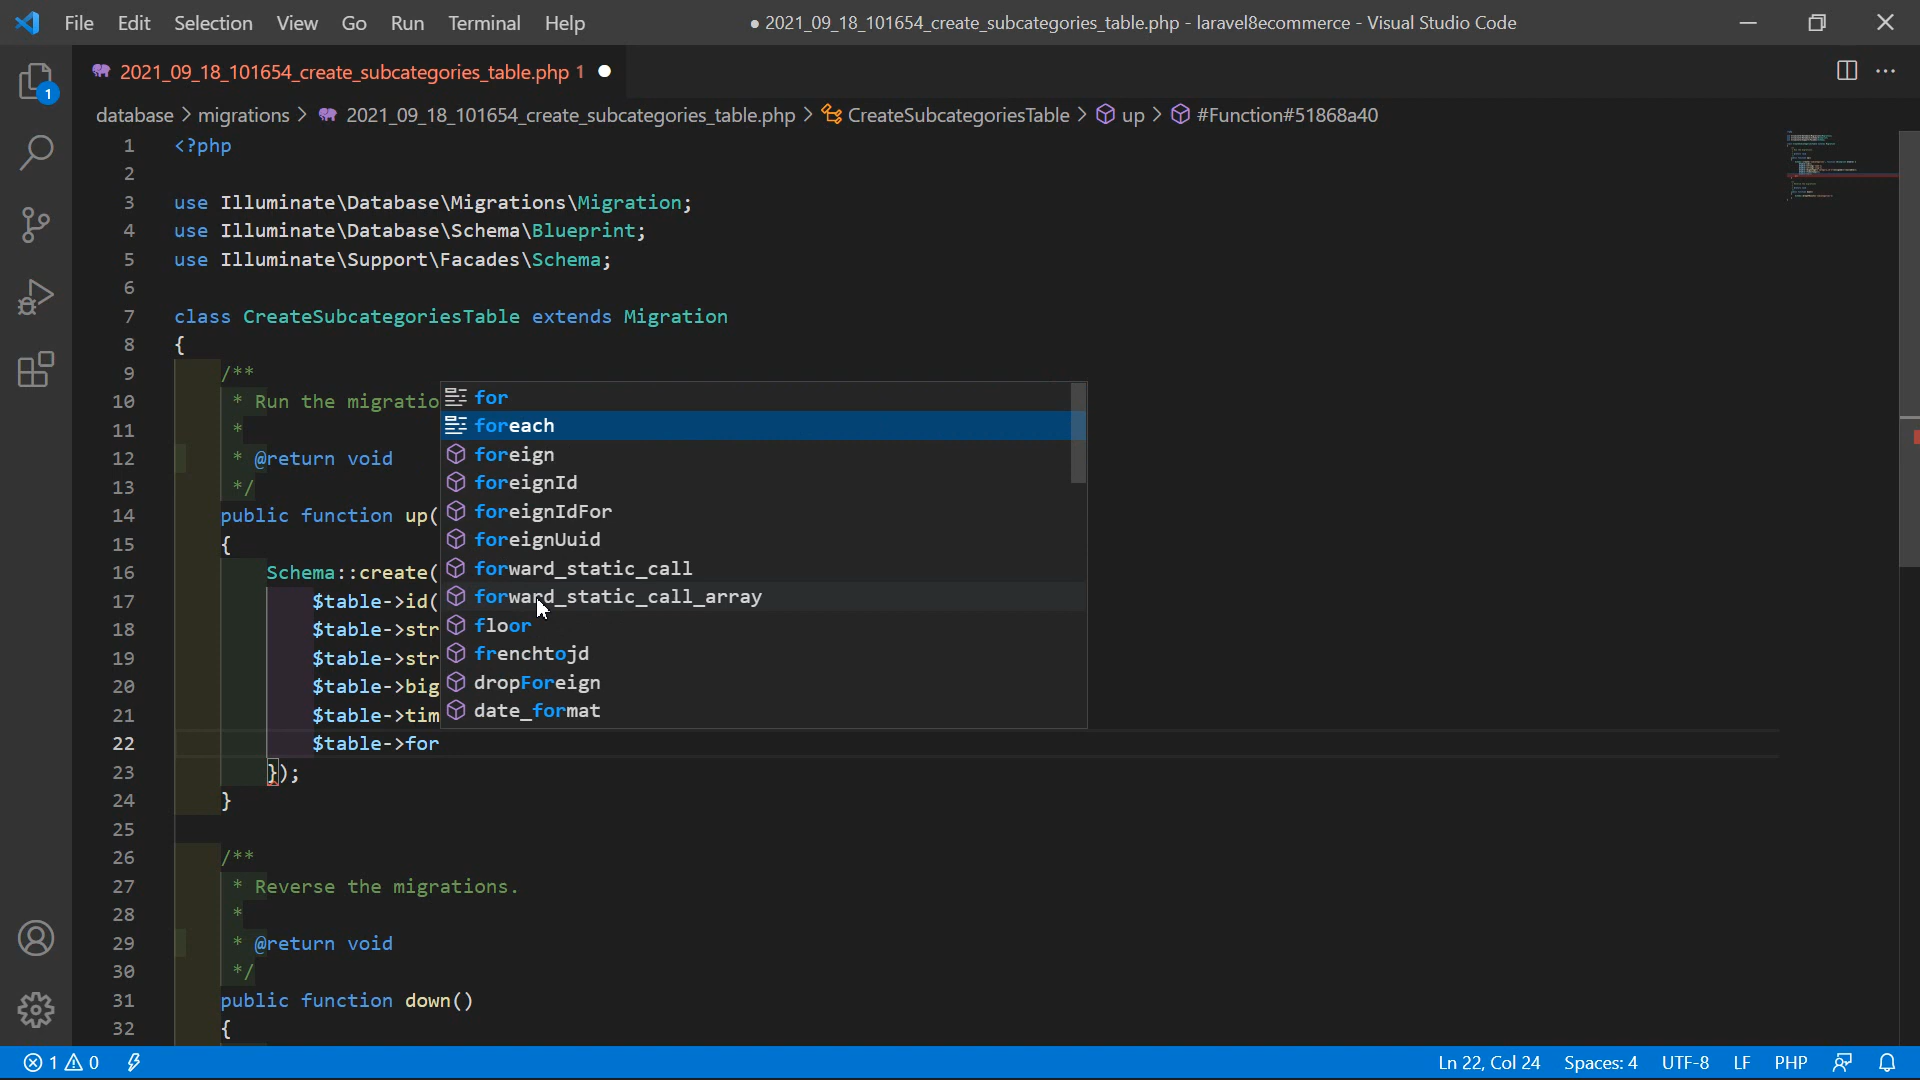 File Edit Selection View Go Run Terminal Help ● 2021_09_18_101654_create_subcategories_table.php - laravel8ecommerce - Visual Studio Code
2021_09_18_101654_create_subcategories_table.php 1 ●
1
database > migrations > 2021_09_18_101654_create_subcategories_table.php > CreateSubcategoriesTable > up > #Function#51868a40
1 <?php
2
3 use Illuminate\Database\Migrations\Migration;
4 use Illuminate\Database\Schema\Blueprint;
5 use Illuminate\Support\Facades\Schema;
6
7 class CreateSubcategoriesTable extends Migration
8 {
9 /**
10 * Run the migratio
11 *
12 * @return void
13 */
14 public function up(
15 {
16 Schema::create(
17 $table->id(
18 $table->str
19 $table->str
20 $table->big
21 $table->tim
22 $table->for
23 });
24 }
25
26 /**
27 * Reverse the migrations.
28 *
29 * @return void
30 */
31 public function down()
32 {
for
foreach
foreign
foreignId
foreignIdFor
foreignUuid
forward_static_call
forward_static_call_array
floor
frenchtojd
dropForeign
date_format
1 0 Ln 22, Col 24 Spaces: 4 UTF-8 LF PHP